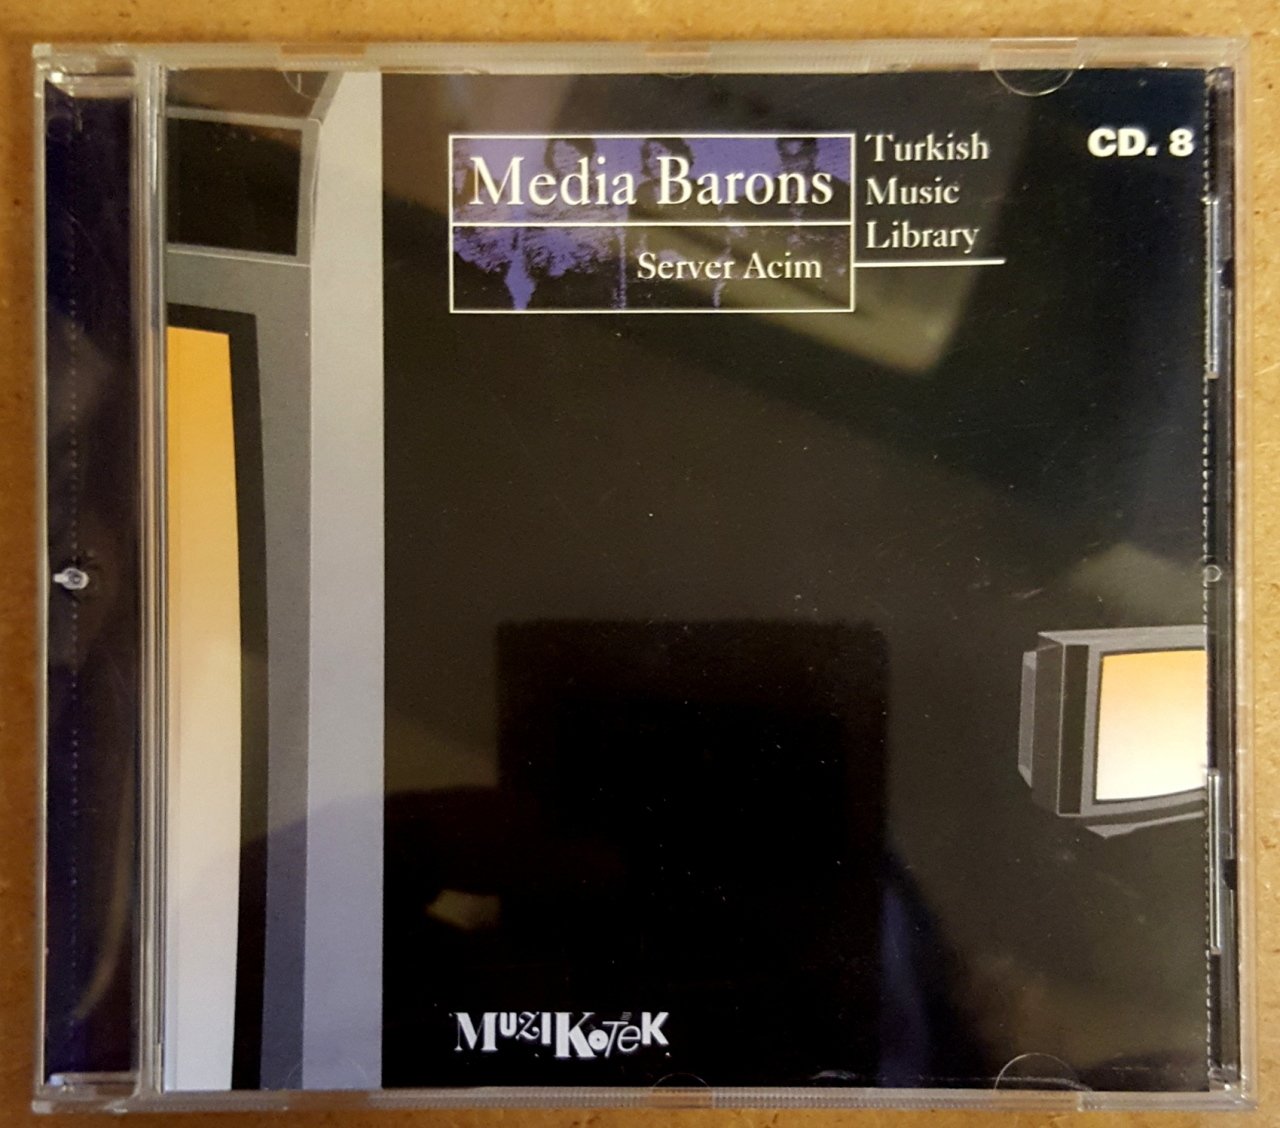 Media Barons
Server Acim
Turkish
Music
Library
CD. 8
MUZIKOTEK